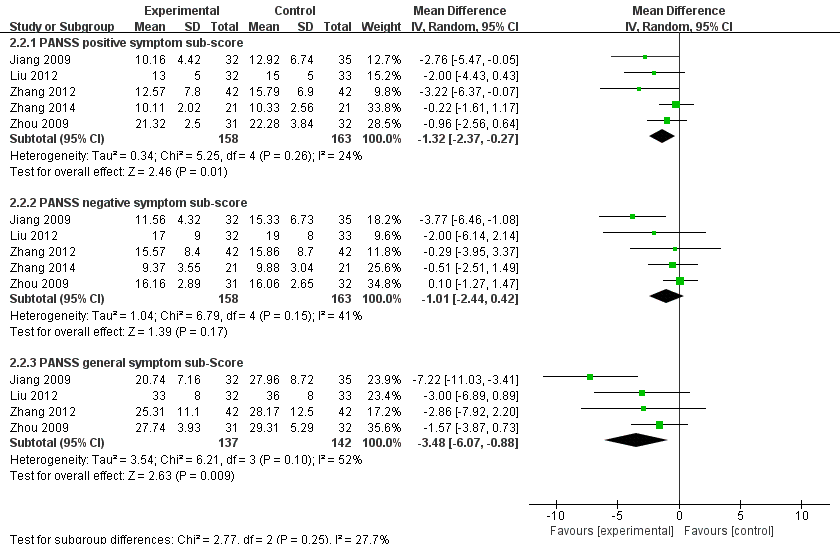 Experimental Control Mean Difference Mean Difference
Study or Subgroup Mean SD Total Mean SD Total Weight IV, Random, 95% CI IV, Random, 95% CI
2.2.1 PANSS positive symptom sub-score
Jiang 2009 10.16 4.42 32 12.92 6.74 35 12.7% -2.76 [-5.47, -0.05]
Liu 2012 13 5 32 15 5 33 15.2% -2.00 [-4.43, 0.43]
Zhang 2012 12.57 7.8 42 15.79 6.9 42 9.8% -3.22 [-6.37, -0.07]
Zhang 2014 10.11 2.02 21 10.33 2.56 21 33.8% -0.22 [-1.61, 1.17]
Zhou 2009 21.32 2.5 31 22.28 3.84 32 28.5% -0.96 [-2.56, 0.64]
Subtotal (95% CI) 158 163 100.0% -1.32 [-2.37, -0.27]
Heterogeneity: Tau² = 0.34; Chi² = 5.25, df = 4 (P = 0.26); I² = 24%
Test for overall effect: Z = 2.46 (P = 0.01)
2.2.2 PANSS negative symptom sub-score
Jiang 2009 11.56 4.32 32 15.33 6.73 35 18.2% -3.77 [-6.46, -1.08]
Liu 2012 17 9 32 19 8 33 9.6% -2.00 [-6.14, 2.14]
Zhang 2012 15.57 8.4 42 15.86 8.7 42 11.8% -0.29 [-3.95, 3.37]
Zhang 2014 9.37 3.55 21 9.88 3.04 21 25.6% -0.51 [-2.51, 1.49]
Zhou 2009 16.16 2.89 31 16.06 2.65 32 34.8% 0.10 [-1.27, 1.47]
Subtotal (95% CI) 158 163 100.0% -1.01 [-2.44, 0.42]
Heterogeneity: Tau² = 1.04; Chi² = 6.79, df = 4 (P = 0.15); I² = 41%
Test for overall effect: Z = 1.39 (P = 0.17)
2.2.3 PANSS general symptom sub-Score
Jiang 2009 20.74 7.16 32 27.96 8.72 35 23.9% -7.22 [-11.03, -3.41]
Liu 2012 33 8 32 36 8 33 23.4% -3.00 [-6.89, 0.89]
Zhang 2012 25.31 11.1 42 28.17 12.5 42 17.2% -2.86 [-7.92, 2.20]
Zhou 2009 27.74 3.93 31 29.31 5.29 32 35.6% -1.57 [-3.87, 0.73]
Subtotal (95% CI) 137 142 100.0% -3.48 [-6.07, -0.88]
Heterogeneity: Tau² = 3.54; Chi² = 6.21, df = 3 (P = 0.10); I² = 52%
Test for overall effect: Z = 2.63 (P = 0.009)
-10 -5 0 5 10
Favours [experimental] Favours [control]
Test for subgroup differences: Chi² = 2.77, df = 2 (P = 0.25), I² = 27.7%